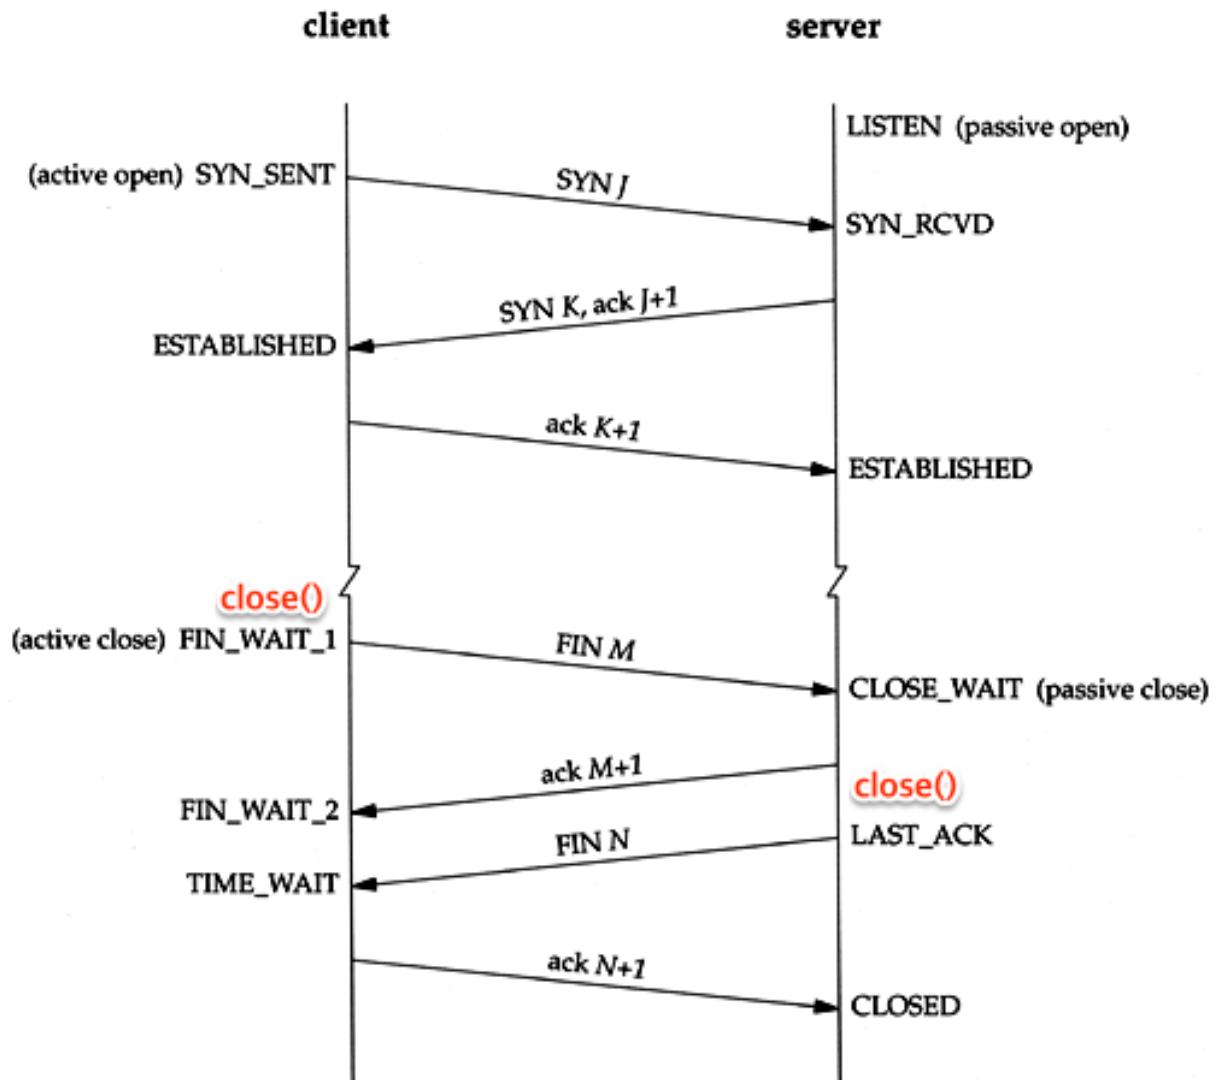 client server
LISTEN (passive open)
(active open) SYN_SENT
SYN J
SYN_RCVD
SYN K, ack J+1
ESTABLISHED
ack K+1
ESTABLISHED
close()
(active close) FIN_WAIT_1
FIN M
CLOSE_WAIT (passive close)
ack M+1
close()
FIN_WAIT_2
FIN N
LAST_ACK
TIME_WAIT
ack N+1
CLOSED